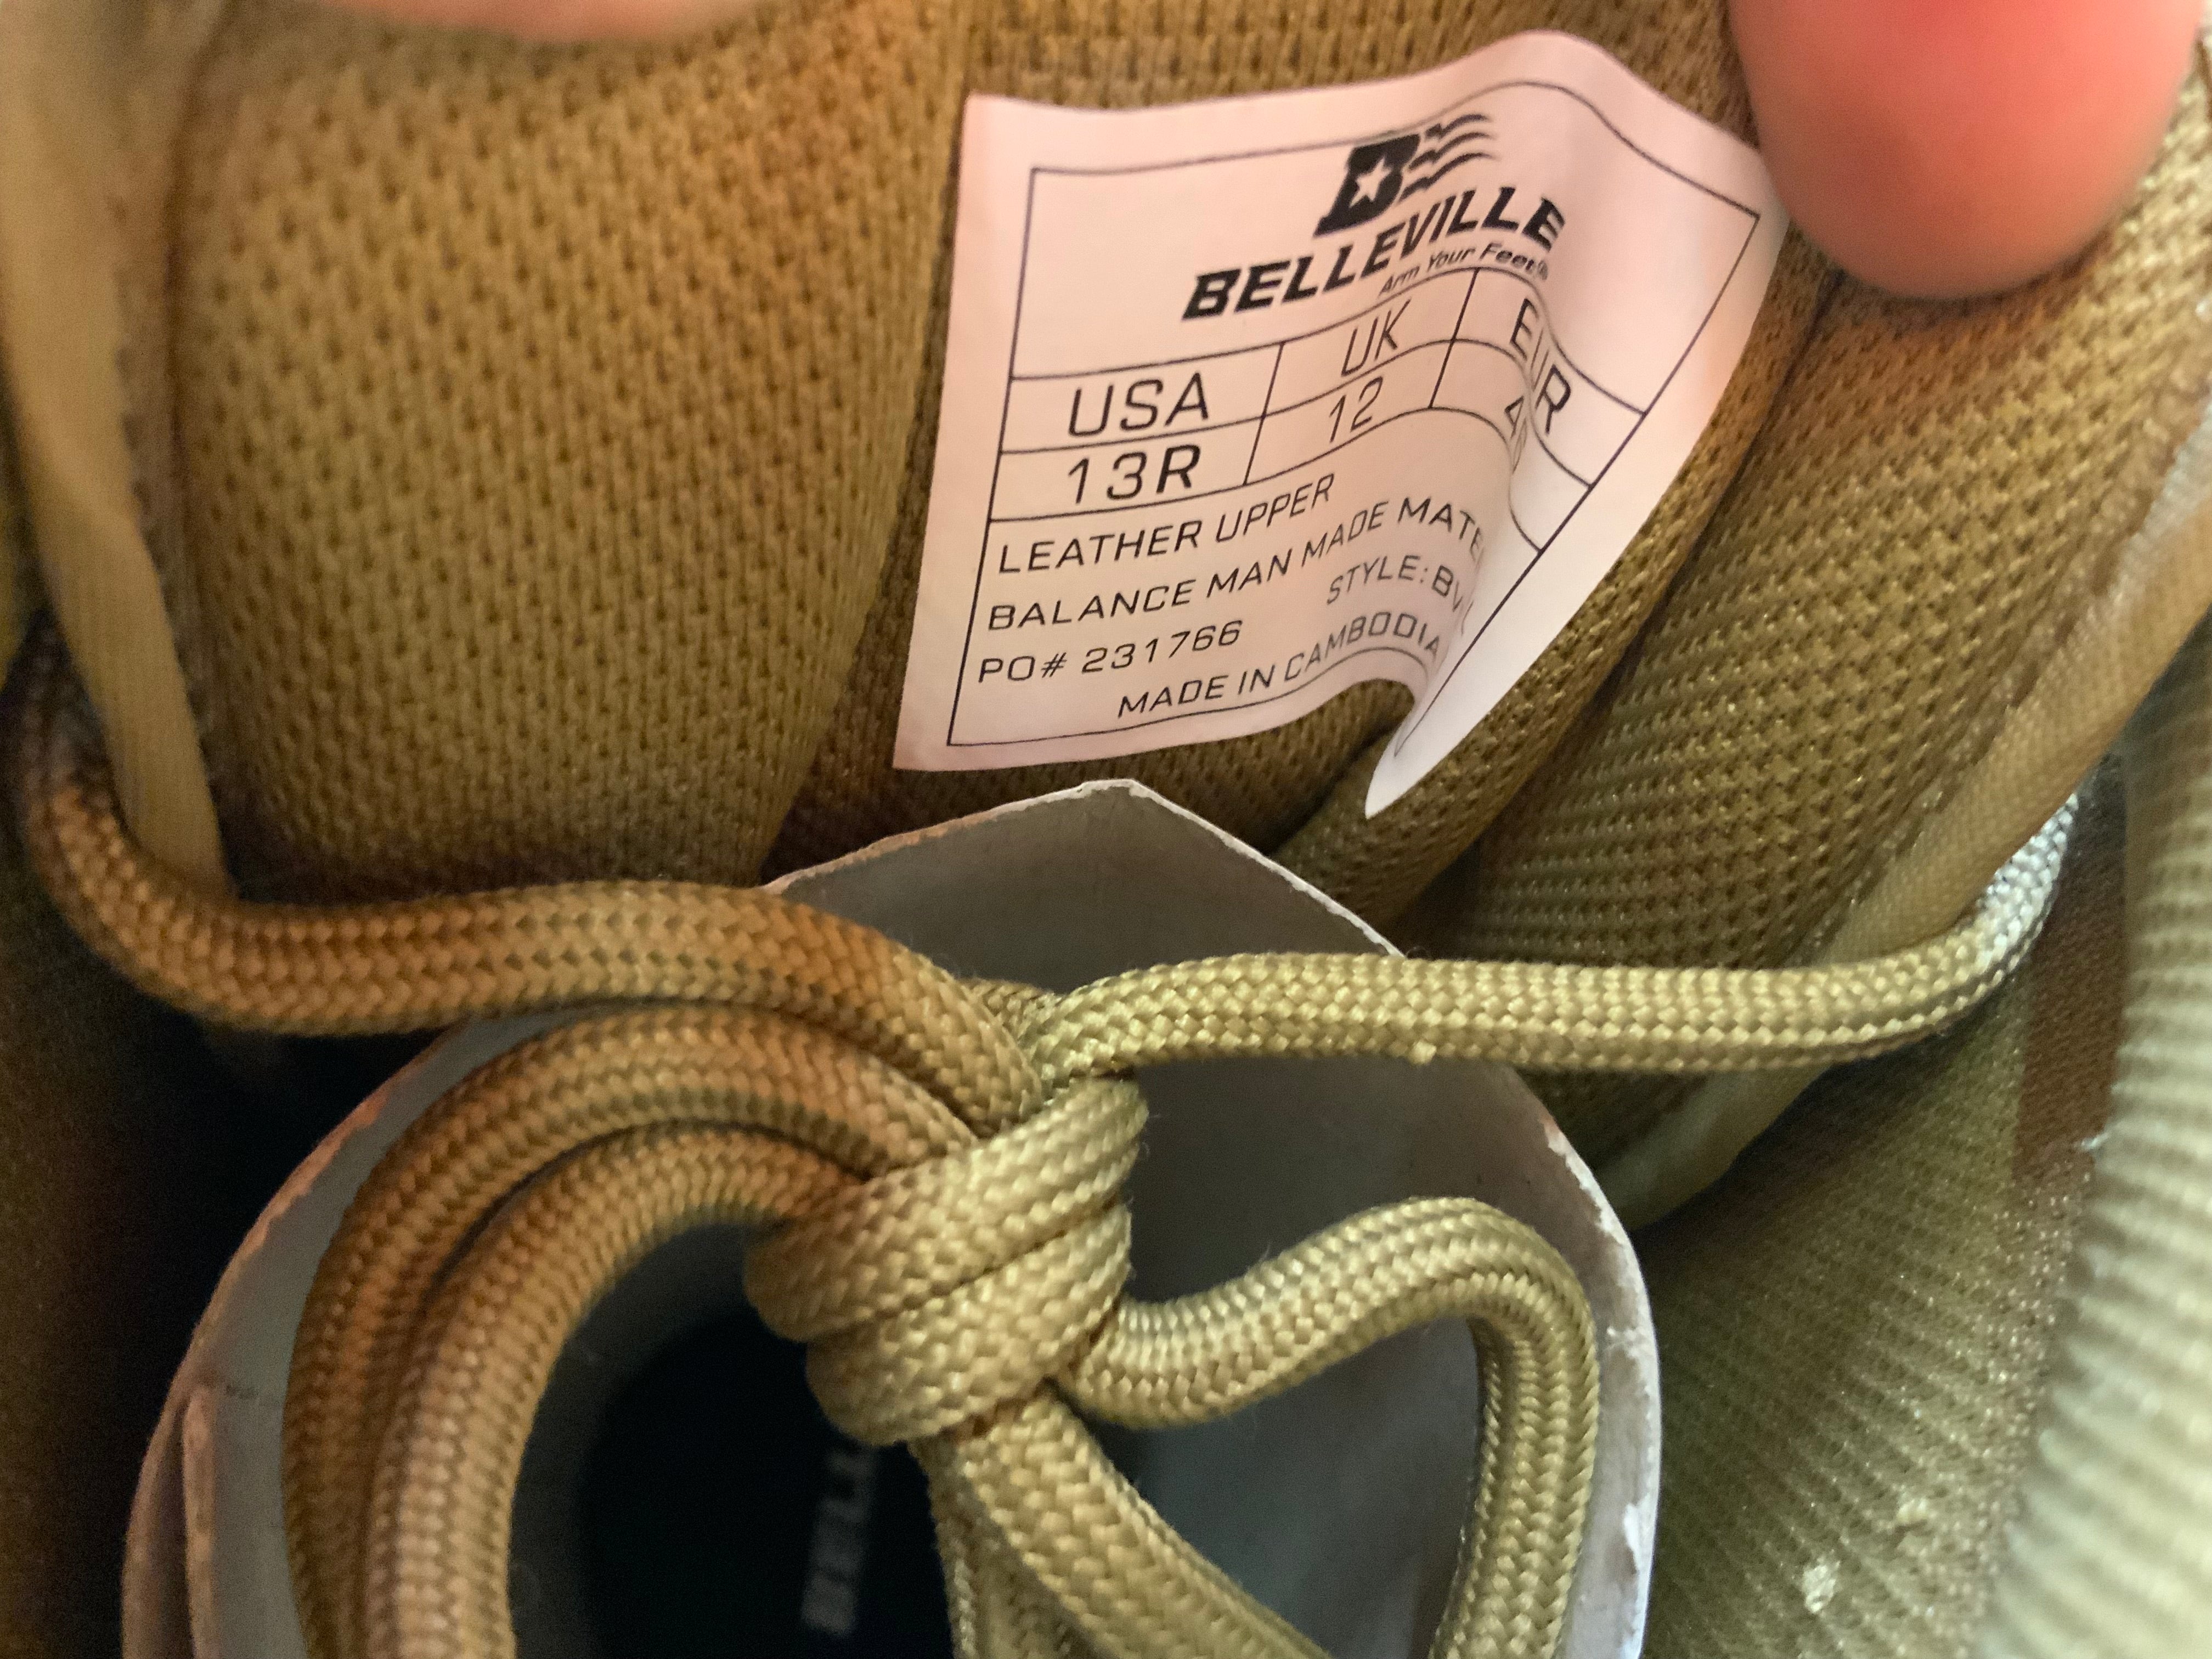 BELLEVILLE
Arm Your Feet
USA UK EUR
13R 12
LEATHER UPPER
BALANCE MAN MADE
PO# 231766 STYLE:
MADE IN CAMBODIA